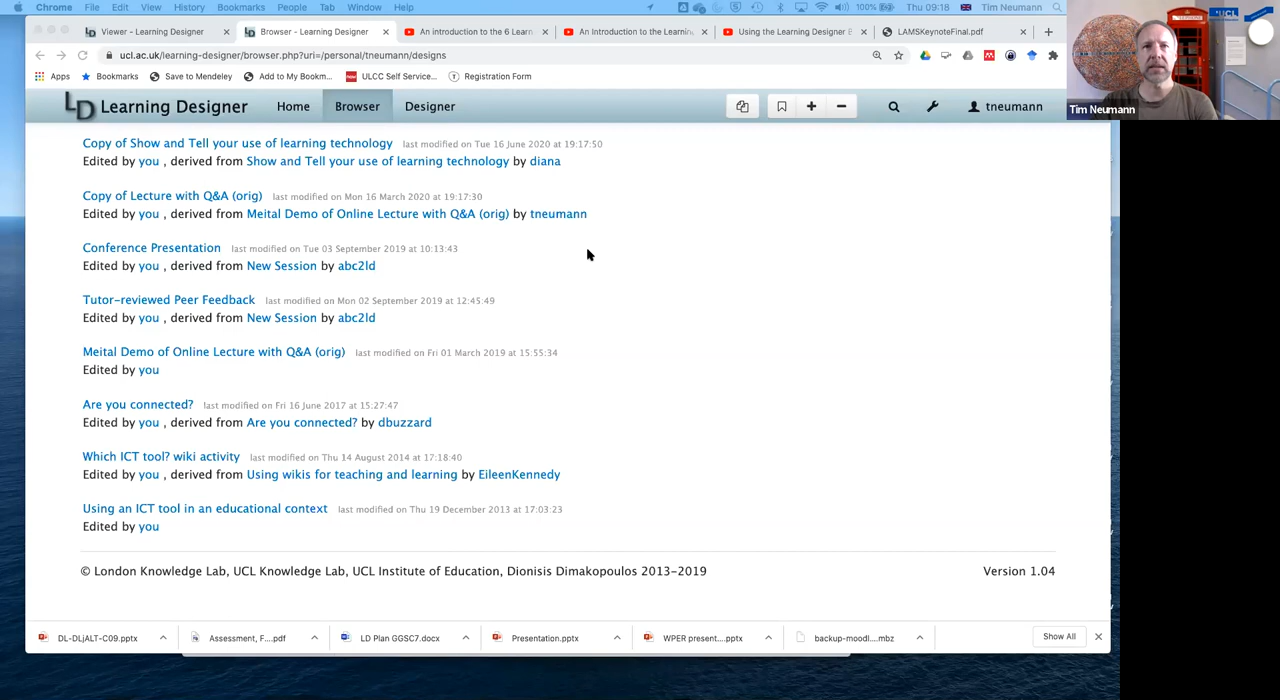 Chrome File Edit View History Bookmarks People Tab Window Help 100% Thu 09:18 Tim Neumann
Viewer - Learning Designer Browser - Learning Designer An introduction to the 6 Learn An Introduction to the Learnin Using the Learning Designer E LAMSKeynoteFinal.pdf
ucl.ac.uk/learning-designer/browser.php?uri=/personal/tneumann/designs
Apps Bookmarks Save to Mendeley Add to My Bookm... ULCC Self Service... Registration Form
UCL
Tim Neumann
LD Learning Designer Home Browser Designer tneumann
Copy of Show and Tell your use of learning technology last modified on Tue 16 June 2020 at 19:17:50
Edited by you , derived from Show and Tell your use of learning technology by diana
Copy of Lecture with Q&A (orig) last modified on Mon 16 March 2020 at 19:17:30
Edited by you , derived from Meital Demo of Online Lecture with Q&A (orig) by tneumann
Conference Presentation last modified on Tue 03 September 2019 at 10:13:43
Edited by you , derived from New Session by abc2ld
Tutor-reviewed Peer Feedback last modified on Mon 02 September 2019 at 12:45:49
Edited by you , derived from New Session by abc2ld
Meital Demo of Online Lecture with Q&A (orig) last modified on Fri 01 March 2019 at 15:55:34
Edited by you
Are you connected? last modified on Fri 16 June 2017 at 15:27:47
Edited by you , derived from Are you connected? by dbuzzard
Which ICT tool? wiki activity last modified on Thu 14 August 2014 at 17:18:40
Edited by you , derived from Using wikis for teaching and learning by EileenKennedy
Using an ICT tool in an educational context last modified on Thu 19 December 2013 at 17:03:23
Edited by you
© London Knowledge Lab, UCL Knowledge Lab, UCL Institute of Education, Dionisis Dimakopoulos 2013-2019 Version 1.04
DL-DLjALT-C09.pptx Assessment, F....pdf LD Plan GGSC7.docx Presentation.pptx WPER present....pptx backup-moodl....mbz Show All